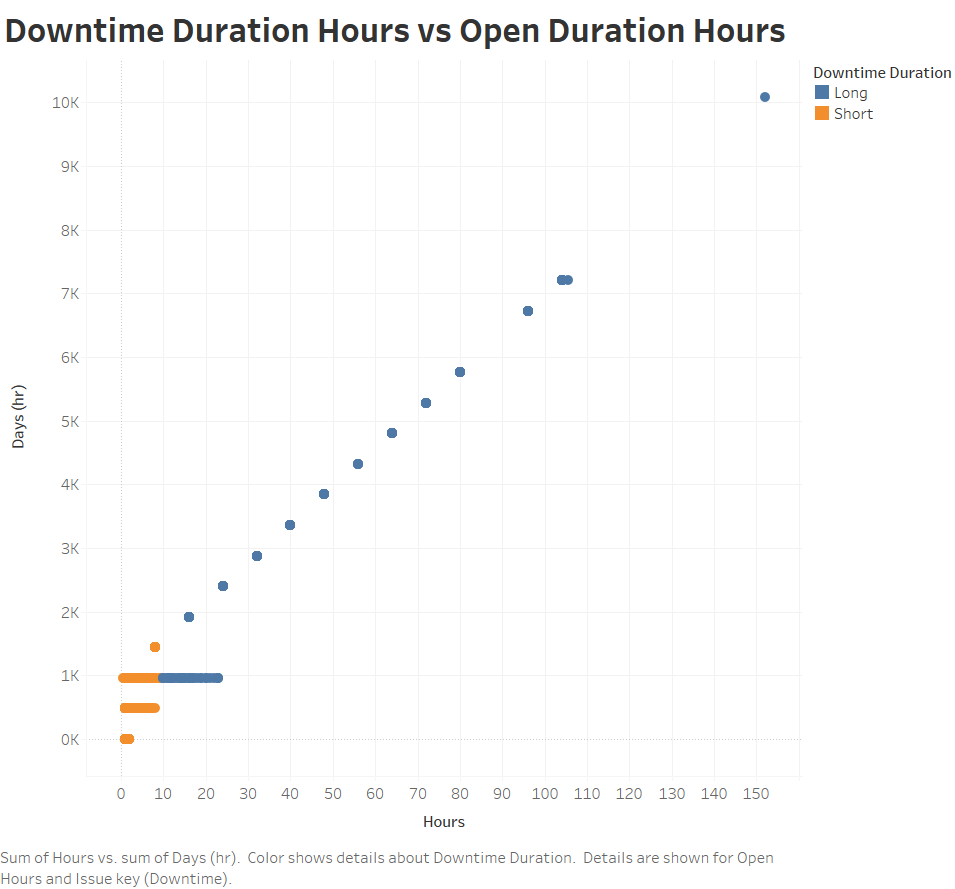 Downtime Duration Hours vs Open Duration Hours
Downtime Duration
Long
Short
10K
9K
8K
7K
6K
5K
4K
3K
2K
1K
0K
Days (hr)
0 10 20 30 40 50 60 70 80 90 100 110 120 130 140 150
Hours
Sum of Hours vs. sum of Days (hr).  Color shows details about Downtime Duration.  Details are shown for Open
Hours and Issue key (Downtime).